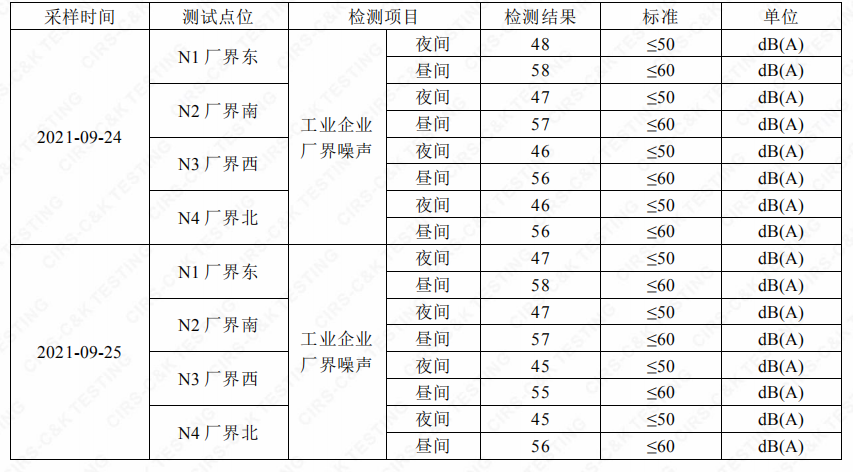 采样时间 测试点位 检测项目 检测结果 标准 单位
2021-09-24 N1 厂界东 工业企业厂界噪声 夜间 48 ≤50 dB(A)
昼间 58 ≤60 dB(A)
N2 厂界南 夜间 47 ≤50 dB(A)
昼间 57 ≤60 dB(A)
N3 厂界西 夜间 46 ≤50 dB(A)
昼间 56 ≤60 dB(A)
N4 厂界北 夜间 46 ≤50 dB(A)
昼间 56 ≤60 dB(A)
2021-09-25 N1 厂界东 工业企业厂界噪声 夜间 47 ≤50 dB(A)
昼间 58 ≤60 dB(A)
N2 厂界南 夜间 47 ≤50 dB(A)
昼间 57 ≤60 dB(A)
N3 厂界西 夜间 45 ≤50 dB(A)
昼间 55 ≤60 dB(A)
N4 厂界北 夜间 45 ≤50 dB(A)
昼间 56 ≤60 dB(A)
CIRS-C&K TESTING